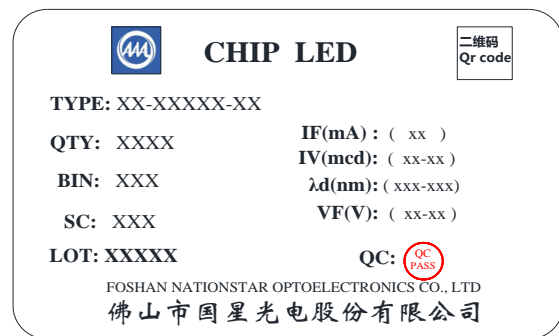 CHIP LED
二维码
Qr code
TYPE: XX-XXXXX-XX
QTY: XXXX
IF(mA) : ( xx )
IV(mcd): ( xx-xx )
BIN: XXX
λd(nm): ( xxx-xxx)
SC: XXX
VF(V): ( xx-xx )
LOT: XXXXX
QC: QC
PASS
FOSHAN NATIONSTAR OPTOELECTRONICS CO., LTD
佛山市国星光电股份有限公司